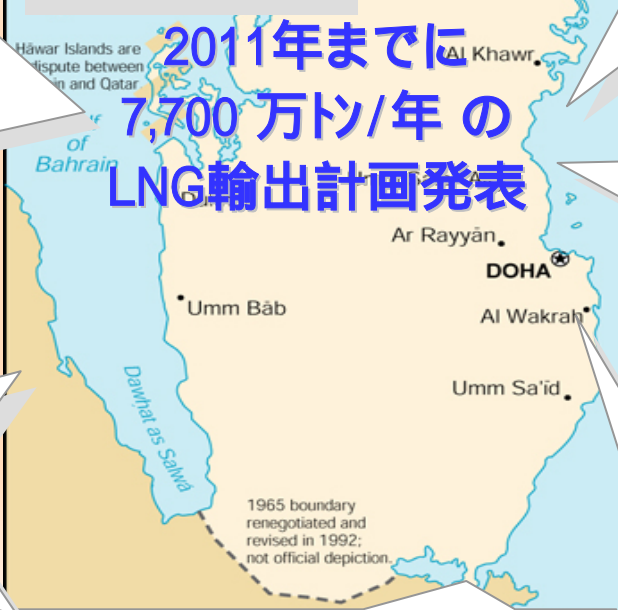 Hāwar Islands are
dispute between
in and Qatar
2011年までに
7,700 万トン/年 の
LNG輸出計画発表
Al Khawr
of
Bahrain
Ar Rayyān
DOHA
Umm Bāb
Al Wakrah
Umm Sa'īd
Dawḩat as Salwá
1965 boundary
renegotiated and
revised in 1992;
not official depiction.